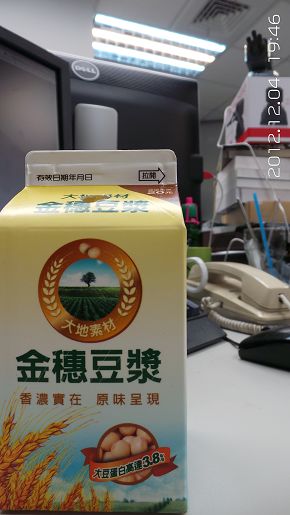 DELL
2012.12.04. 19:46
有效日期年月日
拉開
大地素材
金穗豆漿
大地素材
金穗豆漿
香濃實在 原味呈現
大豆蛋白高達3.8%